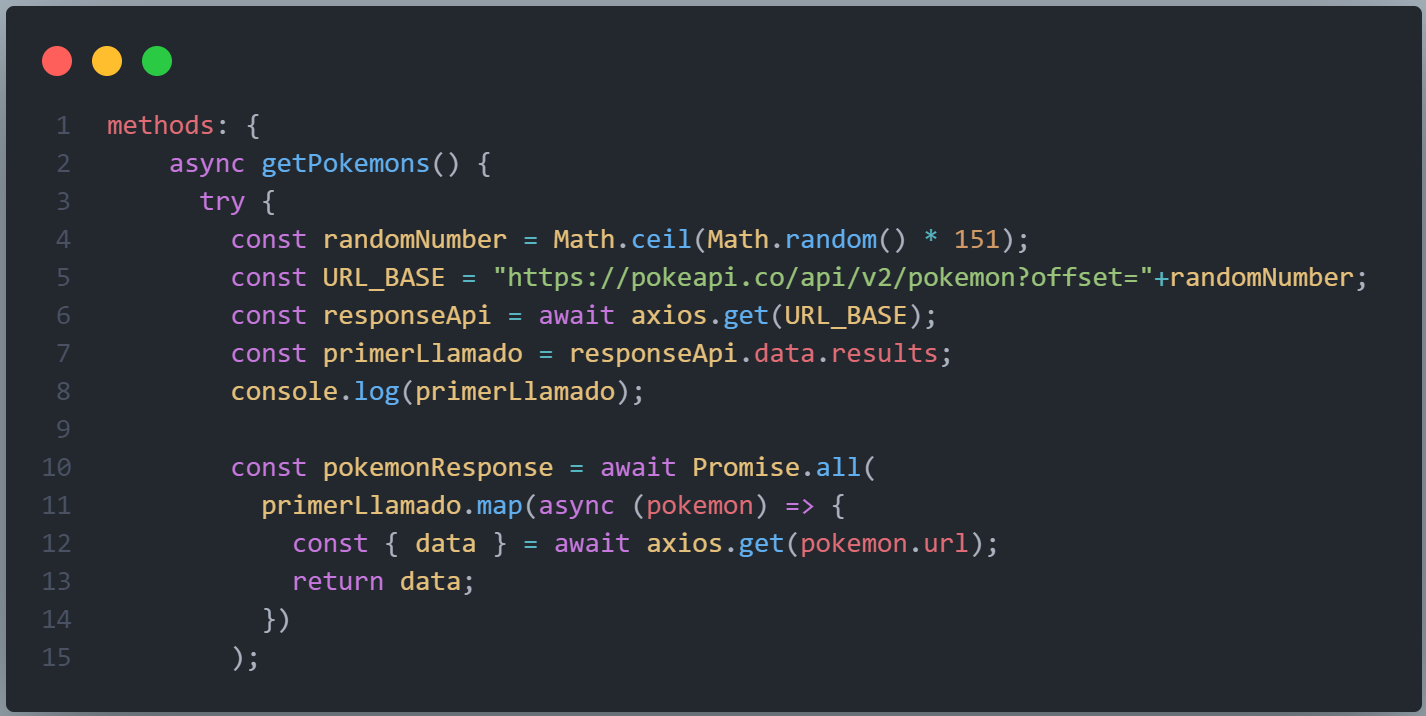 1 methods: {
2 async getPokemons() {
3 try {
4 const randomNumber = Math.ceil(Math.random() * 151);
5 const URL_BASE = "https://pokeapi.co/api/v2/pokemon?offset="+randomNumber;
6 const responseApi = await axios.get(URL_BASE);
7 const primerLlamado = responseApi.data.results;
8 console.log(primerLlamado);
9
10 const pokemonResponse = await Promise.all(
11 primerLlamado.map(async (pokemon) => {
12 const { data } = await axios.get(pokemon.url);
13 return data;
14 })
15 );